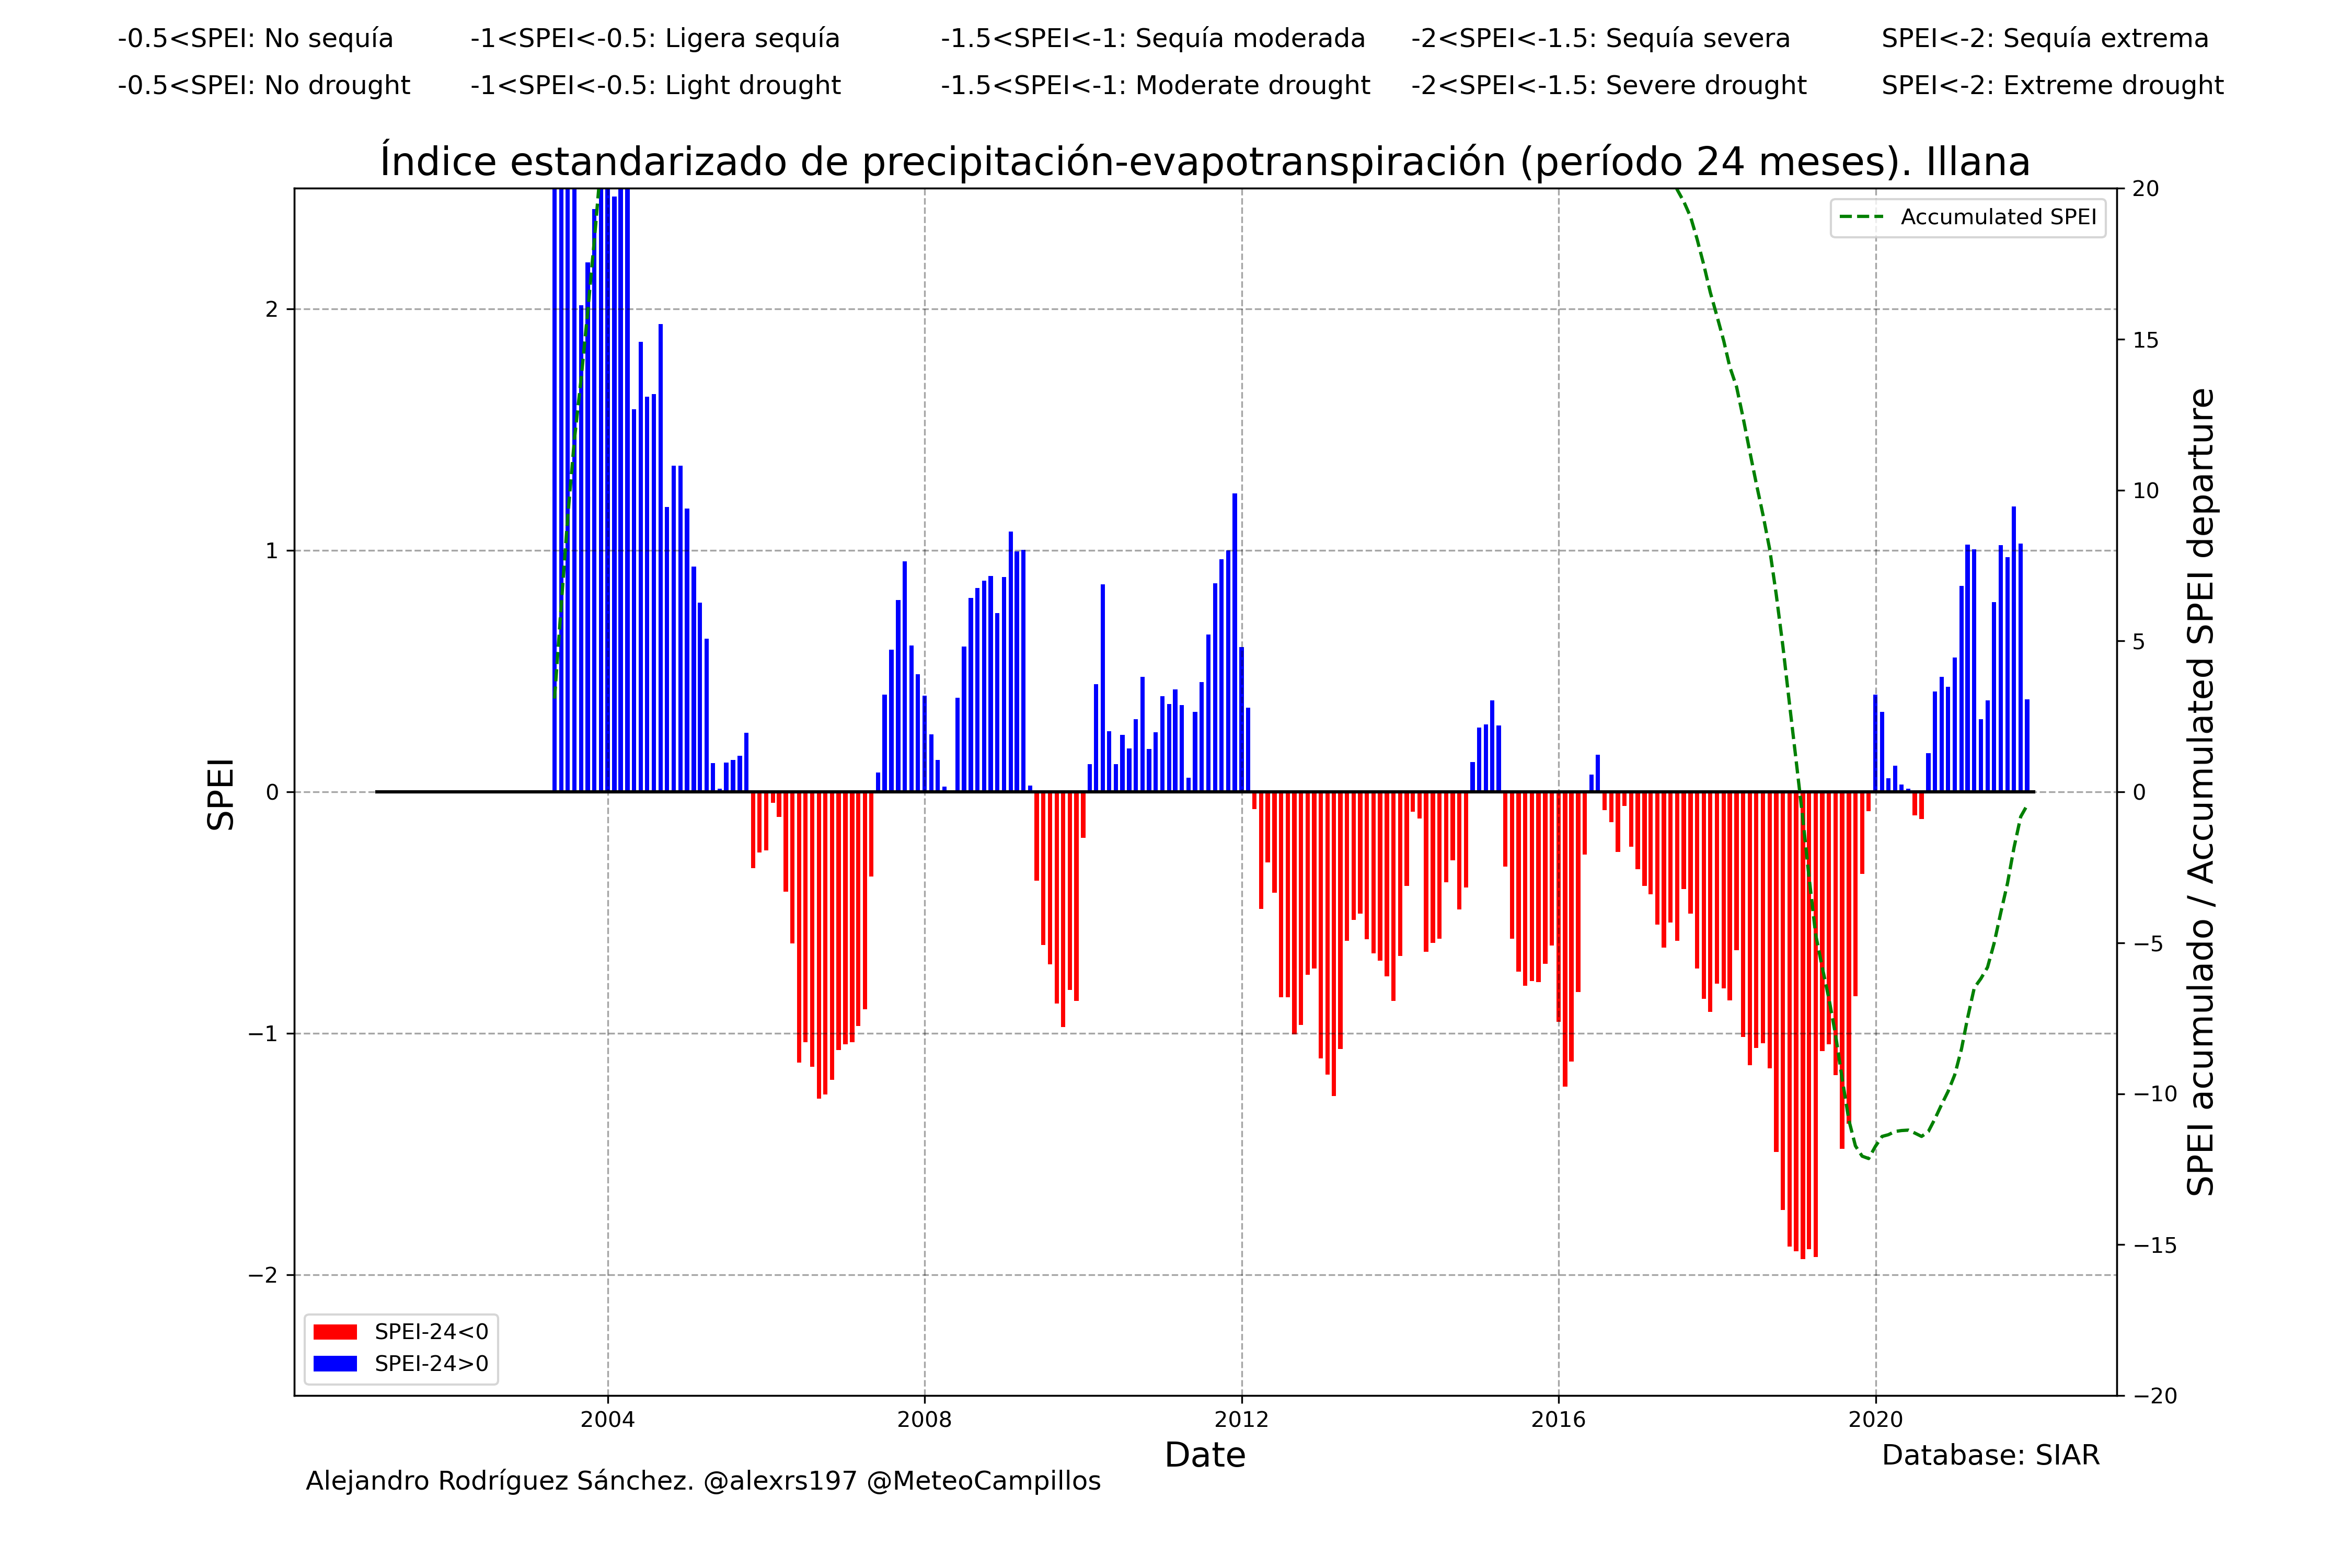 -0.5<SPEI: No sequía -1<SPEI<-0.5: Ligera sequía -1.5<SPEI<-1: Sequía moderada -2<SPEI<-1.5: Sequía severa SPEI<-2: Sequía extrema
-0.5<SPEI: No drought -1<SPEI<-0.5: Light drought -1.5<SPEI<-1: Moderate drought -2<SPEI<-1.5: Severe drought SPEI<-2: Extreme drought
Índice estandarizado de precipitación-evapotranspiración (período 24 meses). Illana
Accumulated SPEI
2
1
0
−1
−2
SPEI
20
15
10
5
0
−5
−10
−15
−20
SPEI acumulado / Accumulated SPEI departure
SPEI-24<0
SPEI-24>0
2004 2008 2012 2016 2020
Date
Database: SIAR
Alejandro Rodríguez Sánchez. @alexrs197 @MeteoCampillos